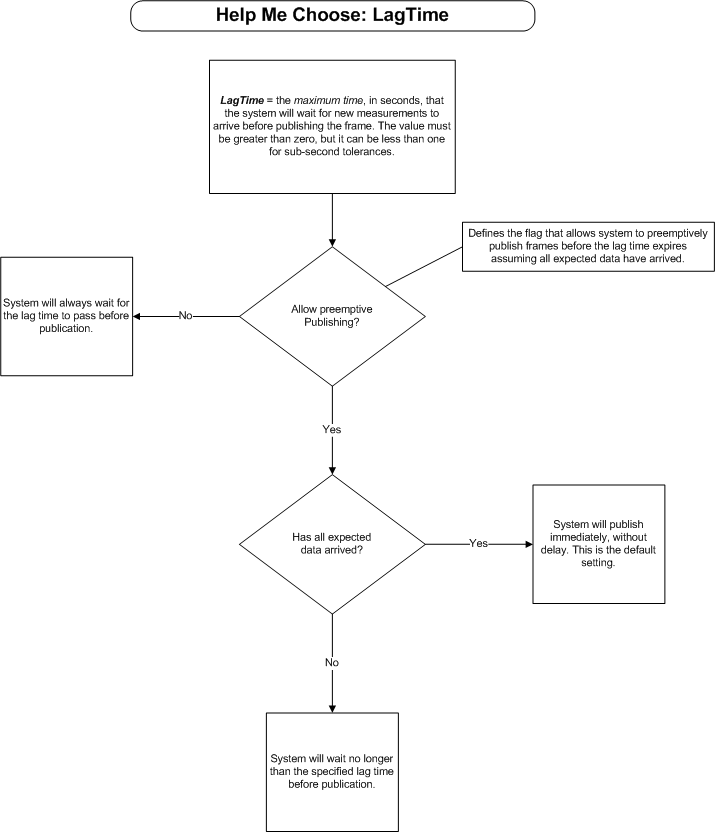 Help Me Choose: LagTime
LagTime = the maximum time, in seconds, that
the system will wait for new measurements to
arrive before publishing the frame. The value must
be greater than zero, but it can be less than one
for sub-second tolerances.
Defines the flag that allows system to preemptively
publish frames before the lag time expires
assuming all expected data have arrived.
Allow preemptive
Publishing?
No
System will always wait for
the lag time to pass before
publication.
Yes
Has all expected
data arrived?
Yes
System will publish
immediately, without
delay. This is the default
setting.
No
System will wait no longer
than the specified lag time
before publication.